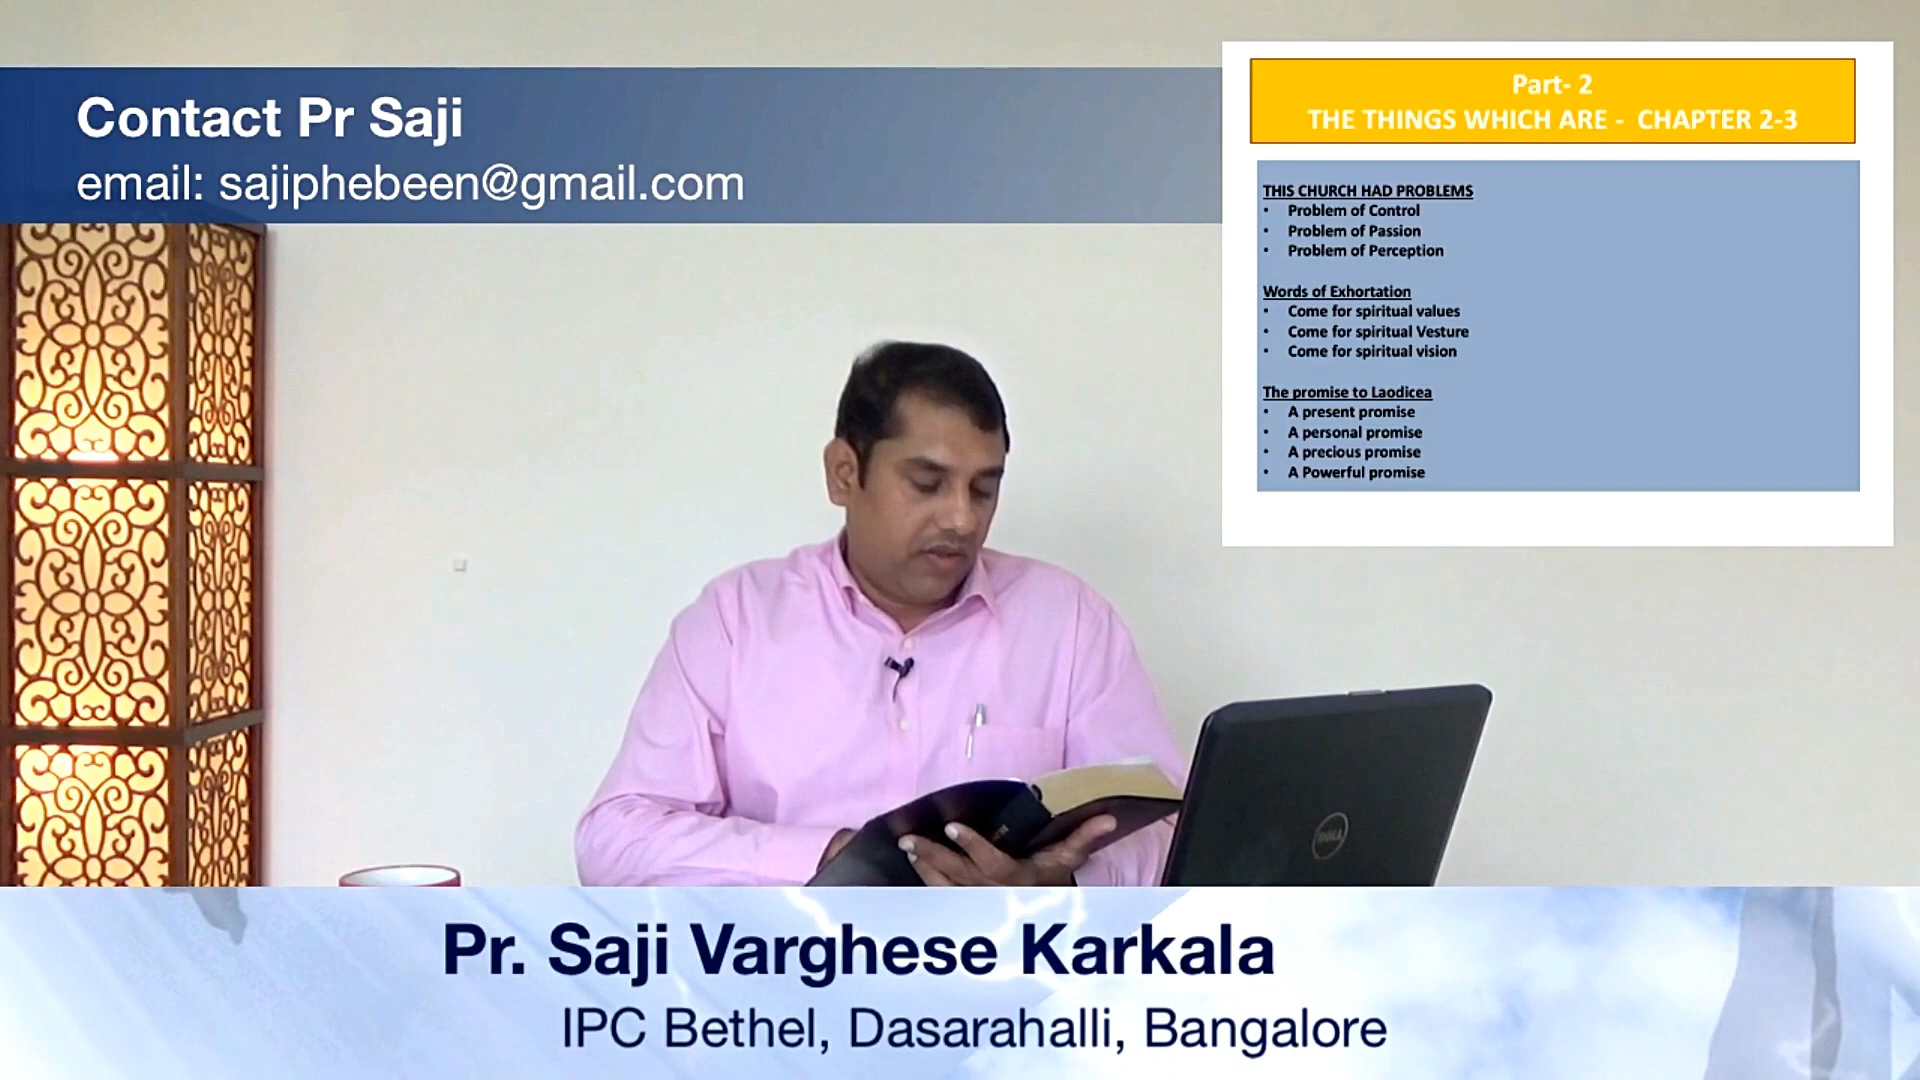 Contact Pr Saji
email: sajiphebeen@gmail.com
Part- 2
THE THINGS WHICH ARE - CHAPTER 2-3
THIS CHURCH HAD PROBLEMS
• Problem of Control
• Problem of Passion
• Problem of Perception
Words of Exhortation
• Come for spiritual values
• Come for spiritual Vesture
• Come for spiritual vision
The promise to Laodicea
• A present promise
• A personal promise
• A precious promise
• A Powerful promise
DELL
Pr. Saji Varghese Karkala
IPC Bethel, Dasarahalli, Bangalore